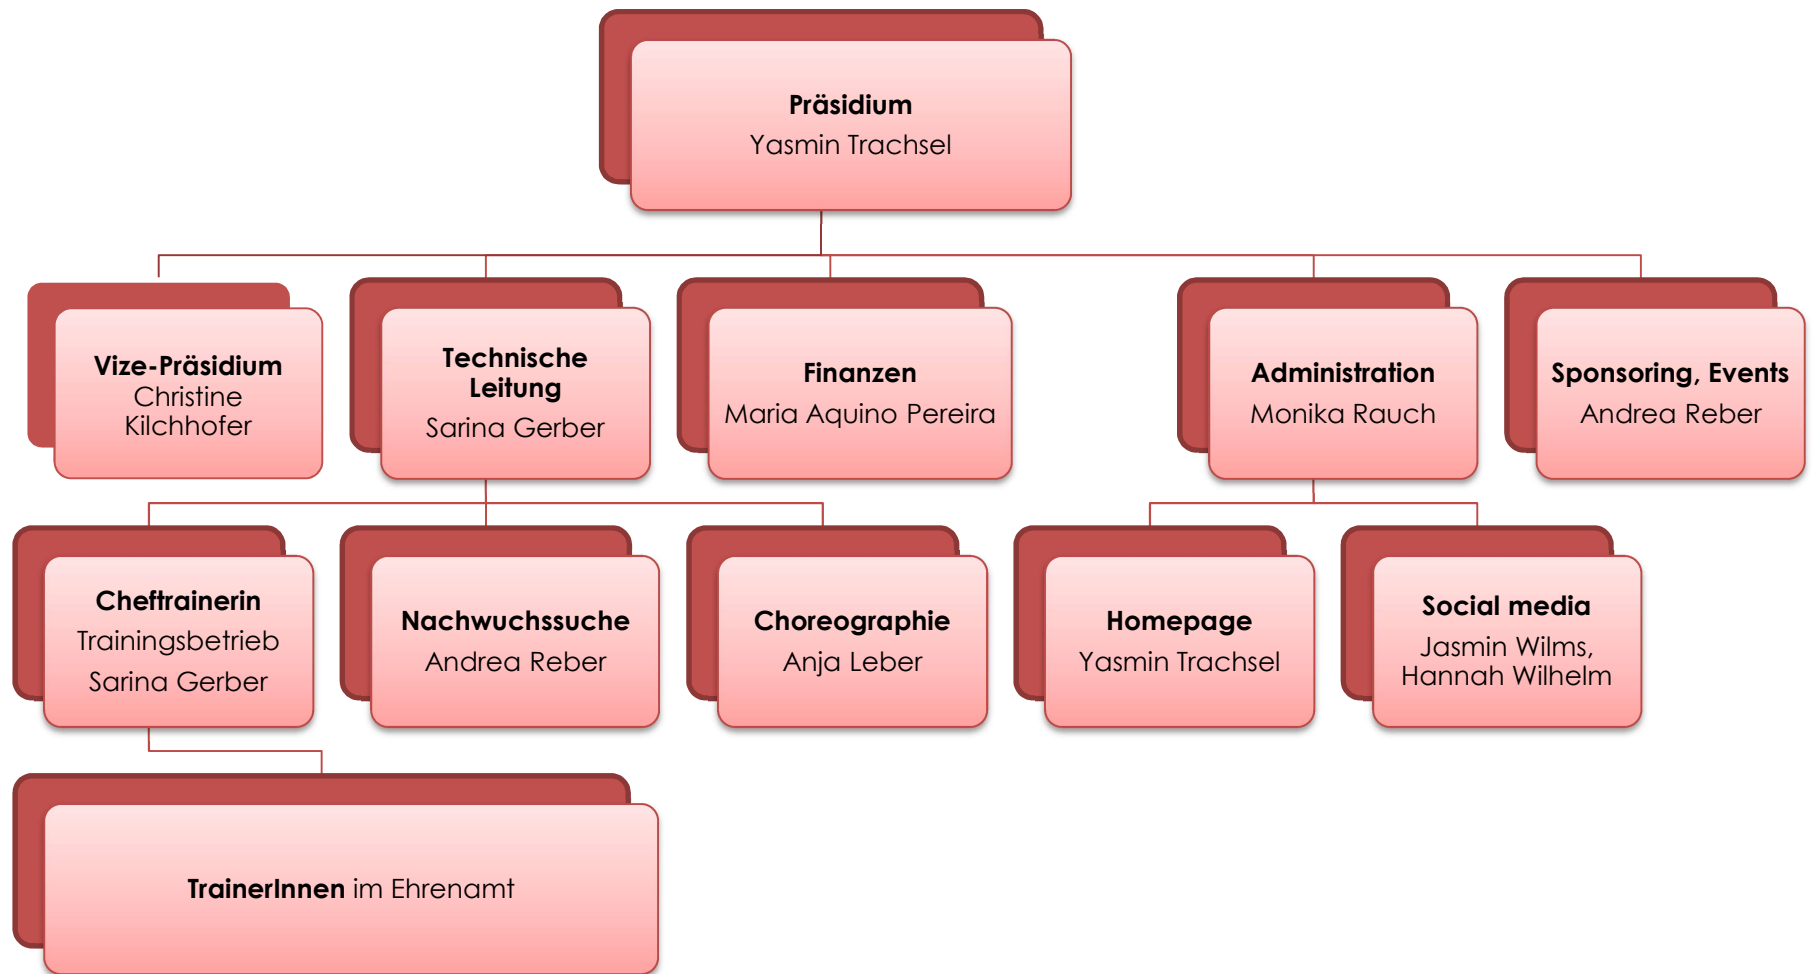 Präsidium
Yasmin Trachsel
Vize-Präsidium
Christine
Kilchhofer
Technische
Leitung
Sarina Gerber
Finanzen
Maria Aquino Pereira
Administration
Monika Rauch
Sponsoring, Events
Andrea Reber
Cheftrainerin
Trainingsbetrieb
Sarina Gerber
Nachwuchssuche
Andrea Reber
Choreographie
Anja Leber
Homepage
Yasmin Trachsel
Social media
Jasmin Wilms,
Hannah Wilhelm
TrainerInnen im Ehrenamt